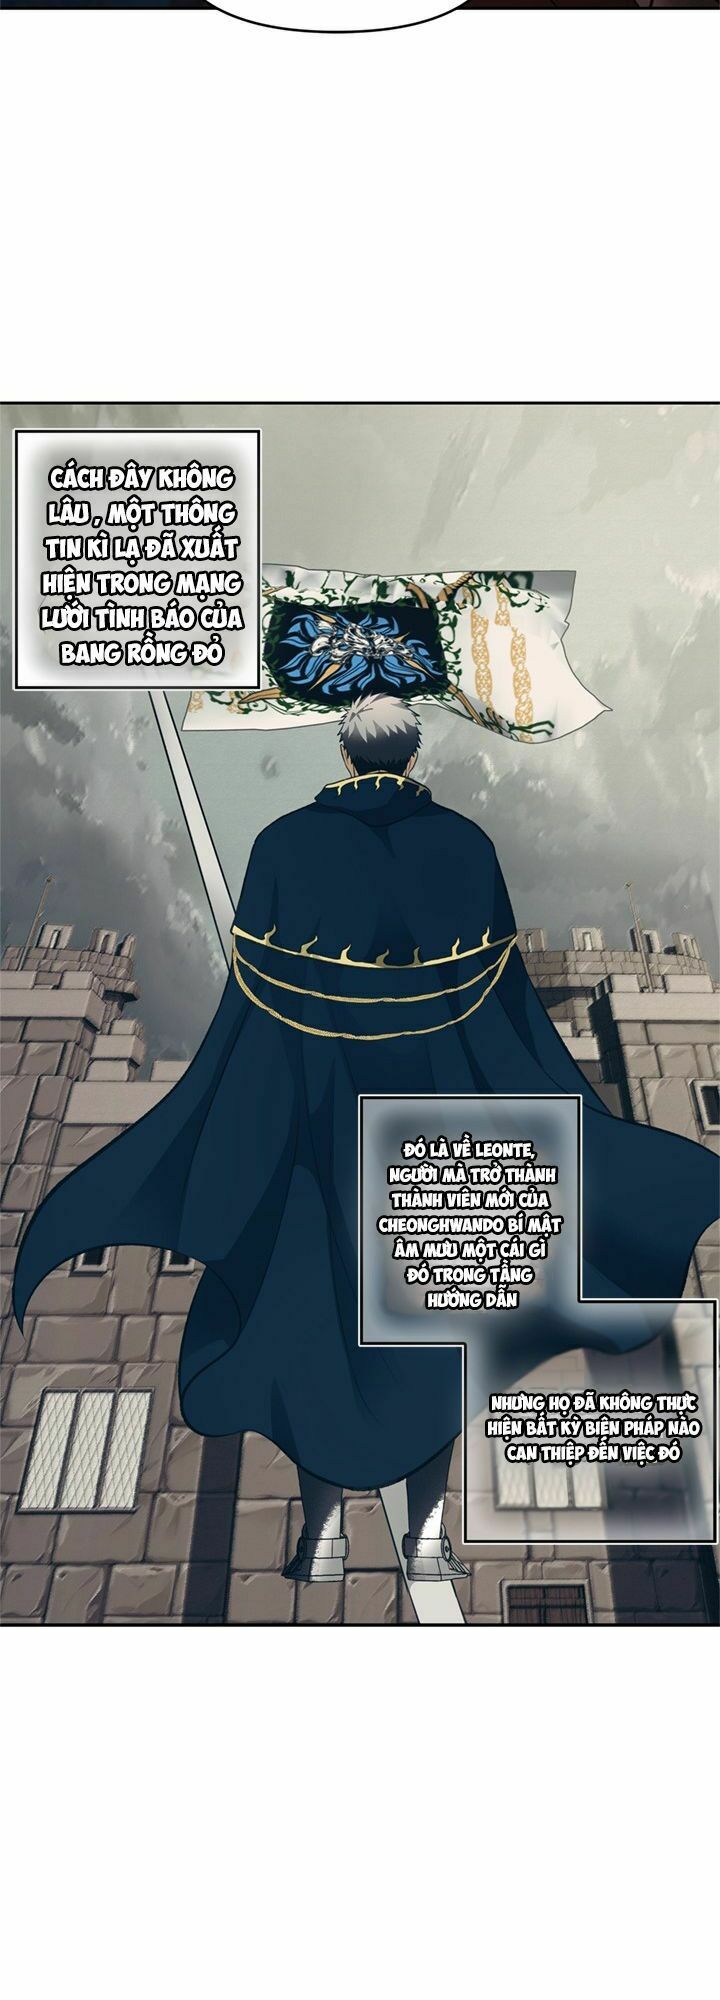 CÁCH ĐÂY KHÔNG
LÂU , MỘT THÔNG
TIN KÌ LẠ ĐÃ XUẤT
HIỆN TRONG MẠNG
LƯỚI TÌNH BÁO CỦA
BANG RỒNG ĐỎ
ĐÓ LÀ VỀ LEONTE,
NGƯỜI MÀ TRỞ THÀNH
THÀNH VIÊN MỚI CỦA
CHEONGHWANDO BÍ MẬT
ÂM MƯU MỘT CÁI GÌ
ĐÓ TRONG TẦNG
HƯỚNG DẪN
NHƯNG HỌ ĐÃ KHÔNG THỰC
HIỆN BẤT KỲ BIỆN PHÁP NÀO
CAN THIỆP ĐẾN VIỆC ĐÓ